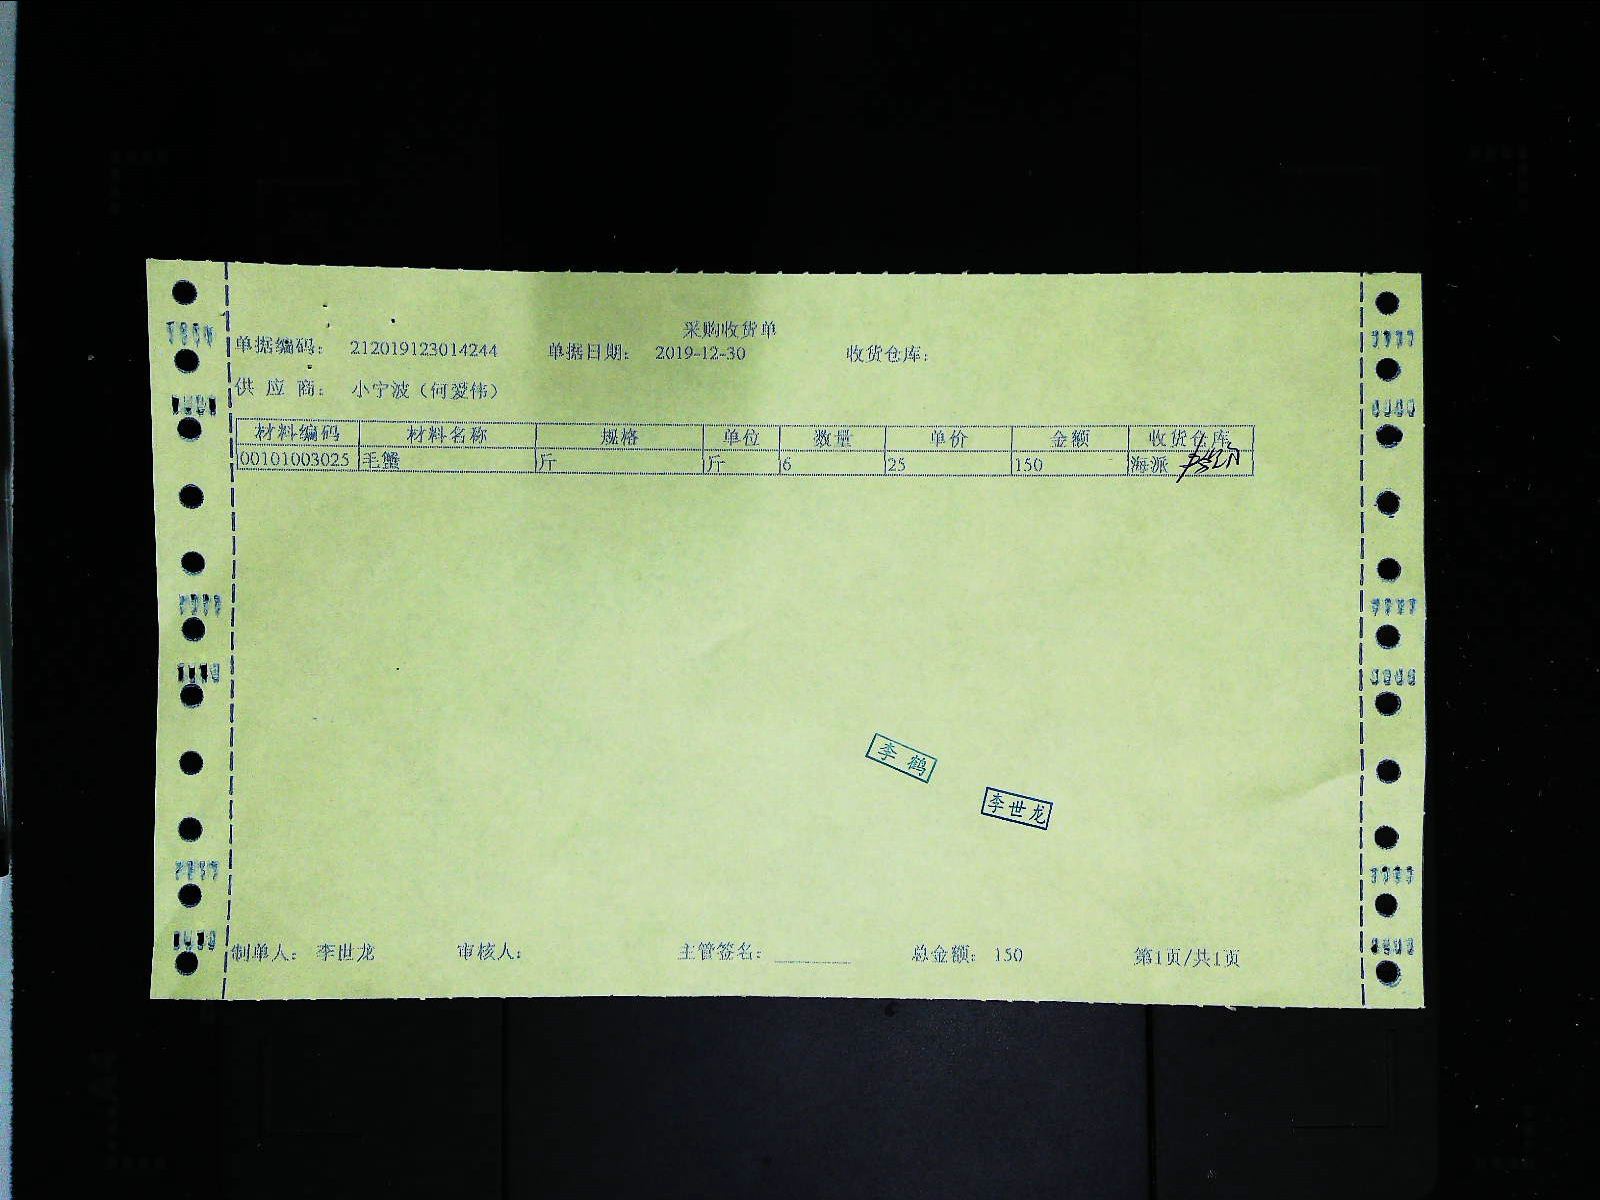 采购收货单
单据编码: 212019123014244 单据日期: 2019-12-30 收货仓库:
供 应 商: 小宁波（何爱伟）
材料编码 材料名称 规格 单位 数量 单价 金额 收货仓库
00101003025 毛蟹 斤 斤 6 25 150 海派
李鹤
李世龙
制单人: 李世龙 审核人: 主管签名: 总金额: 150 第1页/共1页